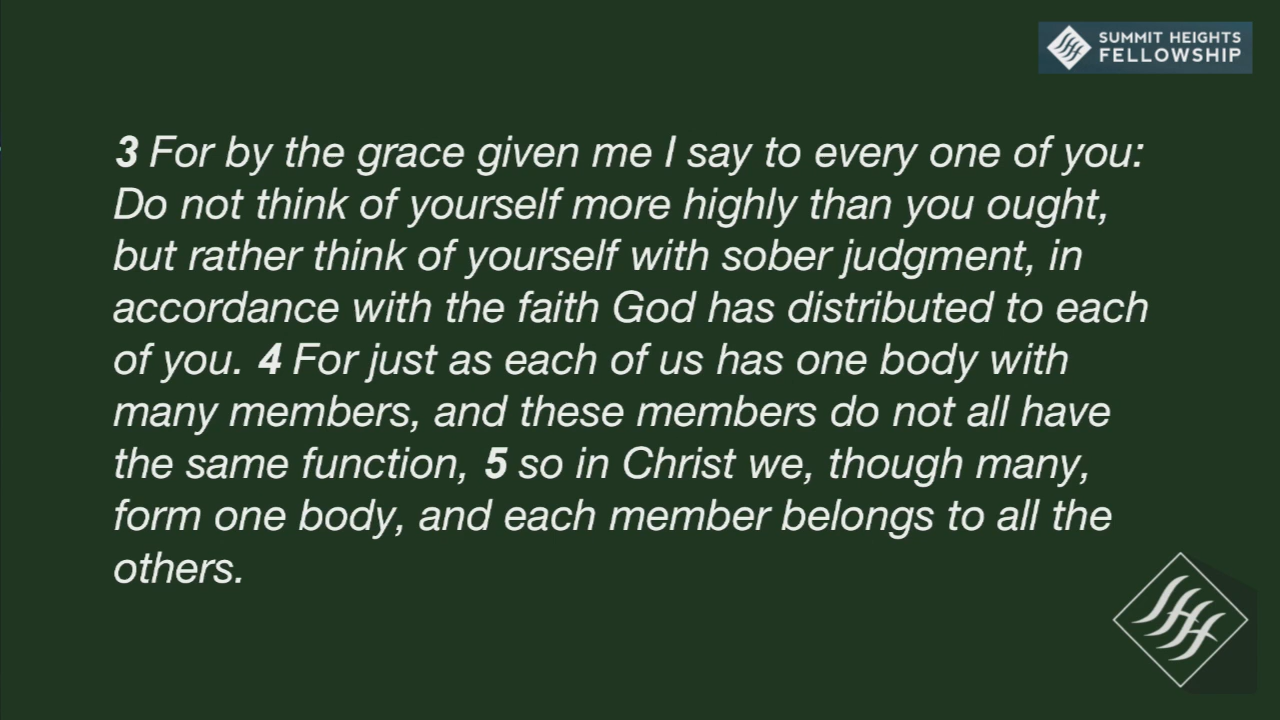 SUMMIT HEIGHTS
FELLOWSHIP
3 For by the grace given me I say to every one of you:
Do not think of yourself more highly than you ought,
but rather think of yourself with sober judgment, in
accordance with the faith God has distributed to each
of you. 4 For just as each of us has one body with
many members, and these members do not all have
the same function, 5 so in Christ we, though many,
form one body, and each member belongs to all the
others.